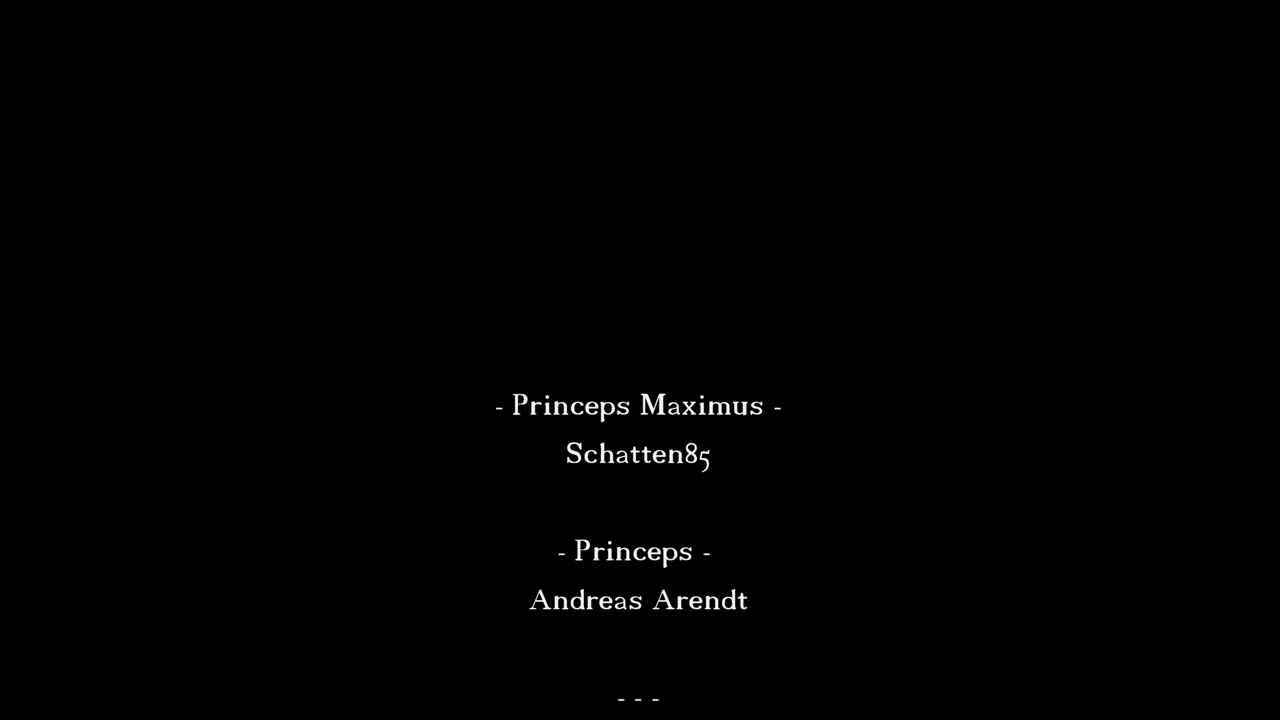 - Princeps Maximus -
Schatten85
- Princeps -
Andreas Arendt
- - -